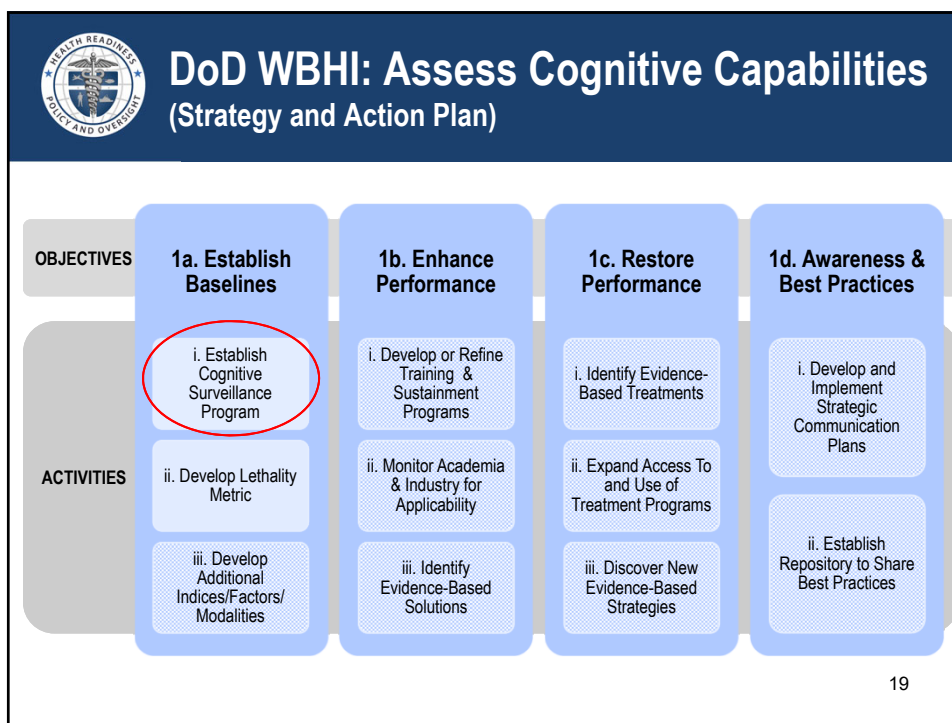 HEALTH READINESS
POLICY AND OVERSIGHT
DoD WBHI: Assess Cognitive Capabilities
(Strategy and Action Plan)
OBJECTIVES
1a. Establish
Baselines
1b. Enhance
Performance
1c. Restore
Performance
1d. Awareness &
Best Practices
ACTIVITIES
i. Establish
Cognitive
Surveillance
Program
ii. Develop Lethality
Metric
iii. Develop
Additional
Indices/Factors/
Modalities
i. Develop or Refine
Training &
Sustainment
Programs
ii. Monitor Academia
& Industry for
Applicability
iii. Identify
Evidence-Based
Solutions
i. Identify Evidence-
Based Treatments
ii. Expand Access To
and Use of
Treatment Programs
iii. Discover New
Evidence-Based
Strategies
i. Develop and
Implement
Strategic
Communication
Plans
ii. Establish
Repository to Share
Best Practices
19